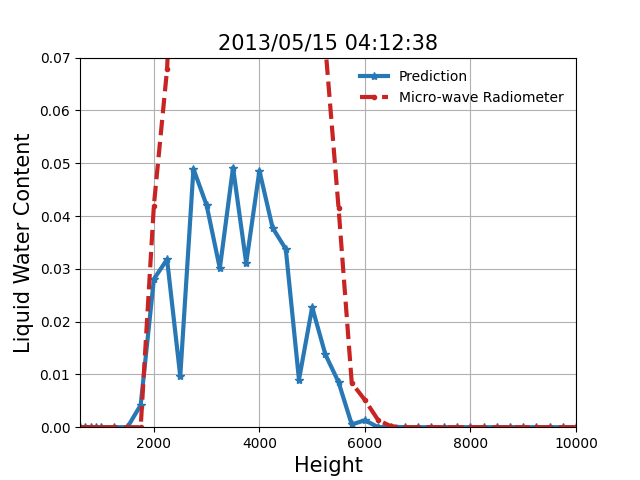 2013/05/15 04:12:38
Liquid Water Content
0.07
0.06
0.05
0.04
0.03
0.02
0.01
0.00
Prediction
Micro-wave Radiometer
2000 4000 6000 8000 10000
Height